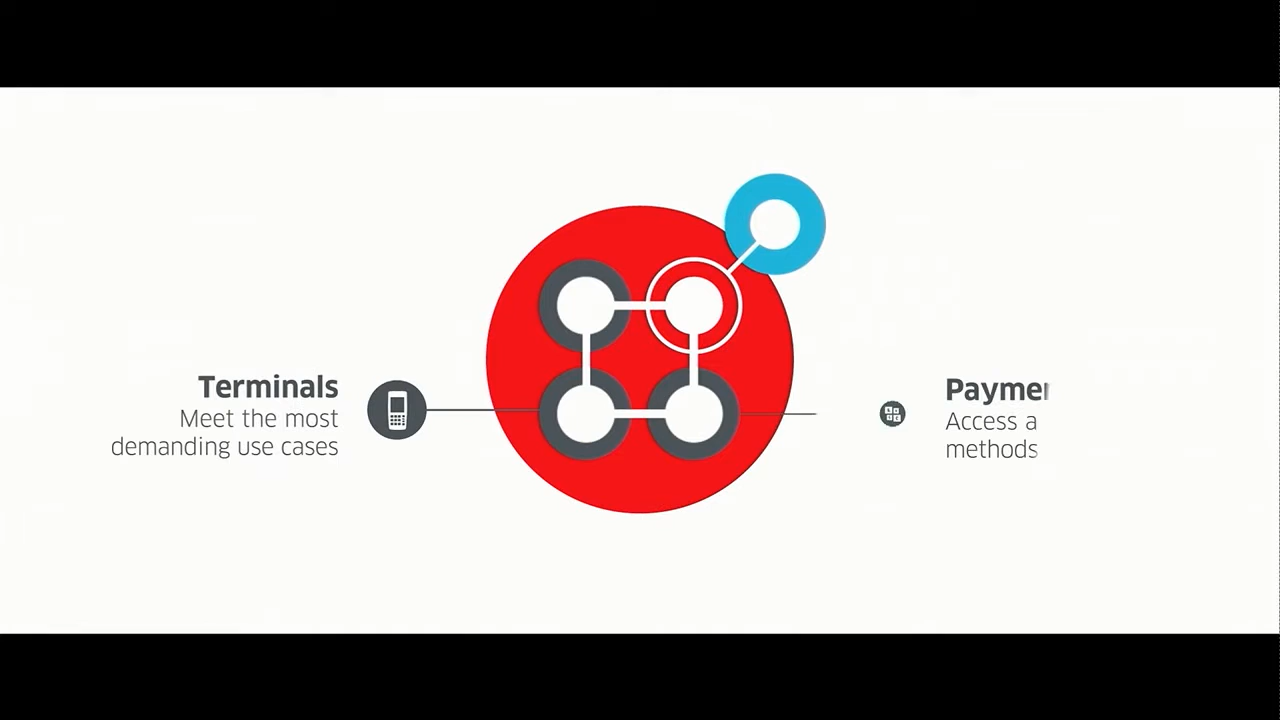 Terminals
Meet the most
demanding use cases
Access a
methods